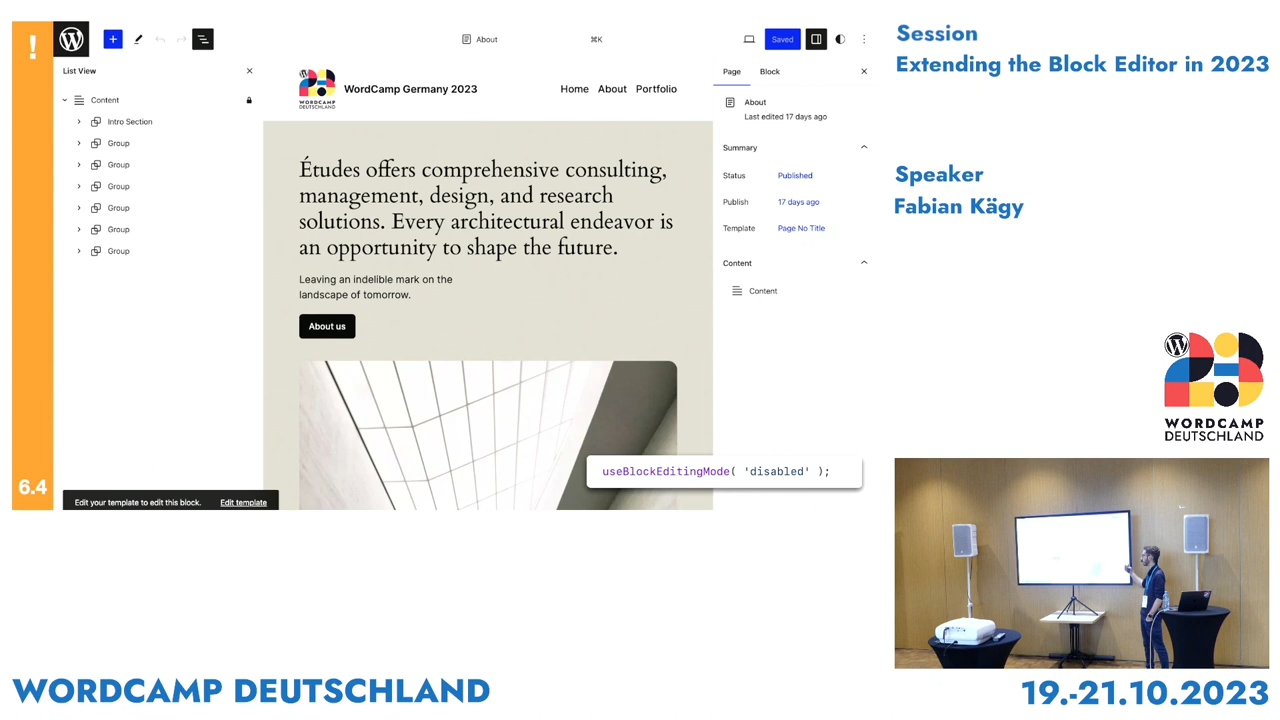 !
6.4
About
⌘K
Saved
List View
Content
Intro Section
Group
Group
Group
Group
Group
Group
Edit your template to edit this block. Edit template
WORDCAMP
DEUTSCHLAND
WordCamp Germany 2023
Home About Portfolio
Études offers comprehensive consulting,
management, design, and research
solutions. Every architectural endeavor is
an opportunity to shape the future.
Leaving an indelible mark on the
landscape of tomorrow.
About us
useBlockEditingMode( 'disabled' );
Page Block
About
Last edited 17 days ago
Summary
Status Published
Publish 17 days ago
Template Page No Title
Content
Content
Session
Extending the Block Editor in 2023
Speaker
Fabian Kägy
WORDCAMP
DEUTSCHLAND
WORDCAMP DEUTSCHLAND
19.-21.10.2023